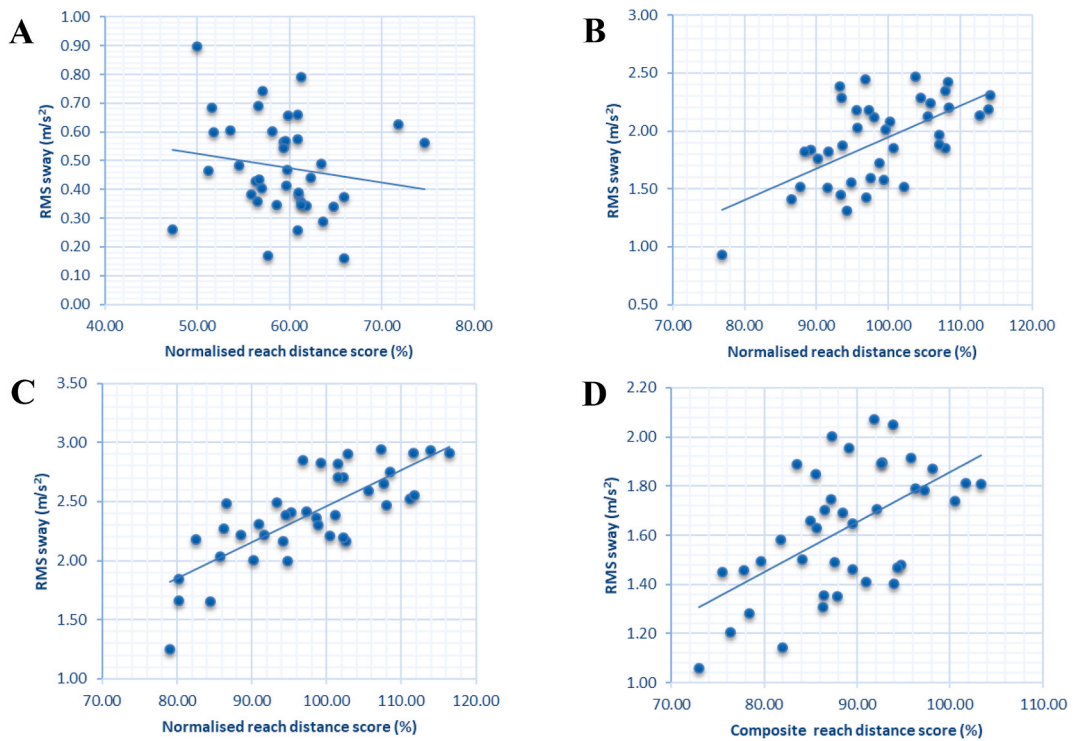 A
1.00
0.90
0.80
0.70
0.60
0.50
0.40
0.30
0.20
0.10
0.00
RMS sway (m/s²)
40.00 50.00 60.00 70.00 80.00
Normalised reach distance score (%)
B
3.00
2.50
2.00
1.50
1.00
0.50
RMS sway (m/s²)
70.00 80.00 90.00 100.00 110.00 120.00
Normalised reach distance score (%)
C
3.50
3.00
2.50
2.00
1.50
1.00
RMS sway (m/s²)
70.00 80.00 90.00 100.00 110.00 120.00
Normalised reach distance score (%)
D
2.20
2.00
1.80
1.60
1.40
1.20
1.00
RMS sway (m/s²)
70.00 80.00 90.00 100.00 110.00
Composite reach distance score (%)